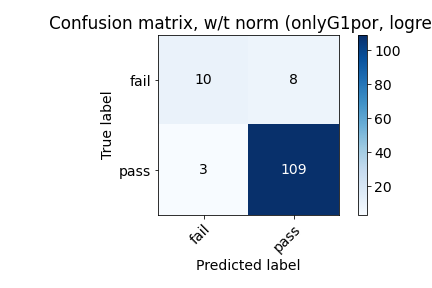 Confusion matrix, w/t norm (onlyG1por, logre
True label
fail
10
8
pass
3
109
fail
pass
Predicted label
100
80
60
40
20